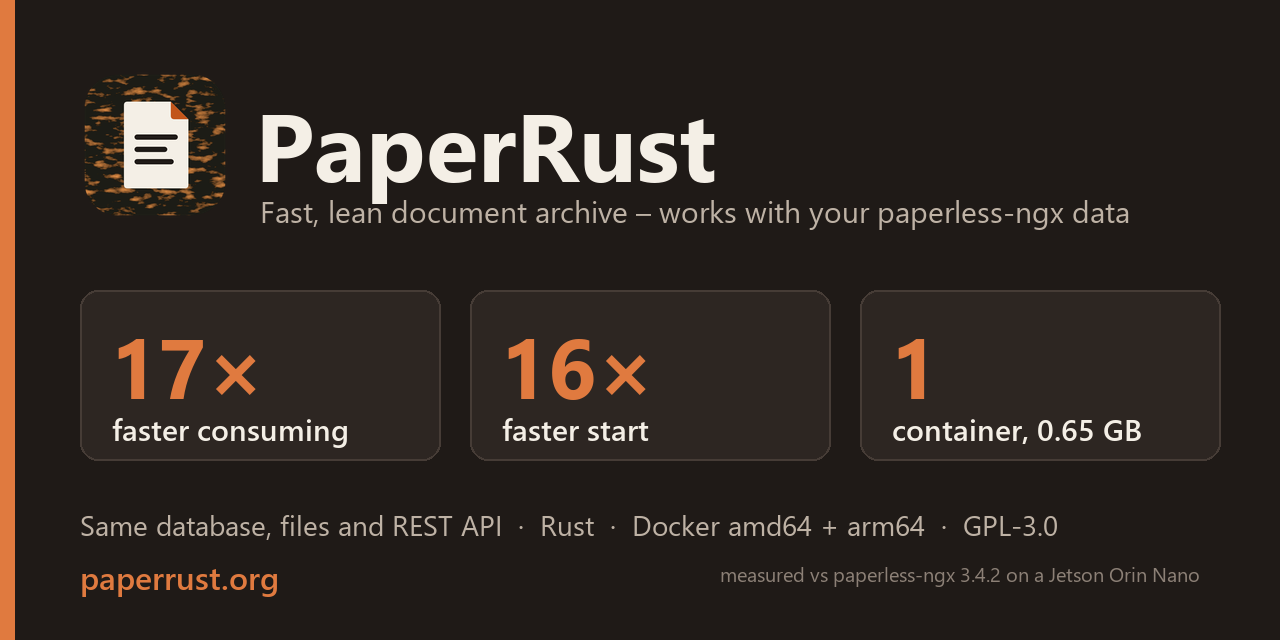 PaperRust
Fast, lean document archive – works with your paperless-ngx data
17×
faster consuming
16×
faster start
1
container, 0.65 GB
Same database, files and REST API · Rust · Docker amd64 + arm64 · GPL-3.0
paperrust.org
measured vs paperless-ngx 3.4.2 on a Jetson Orin Nano